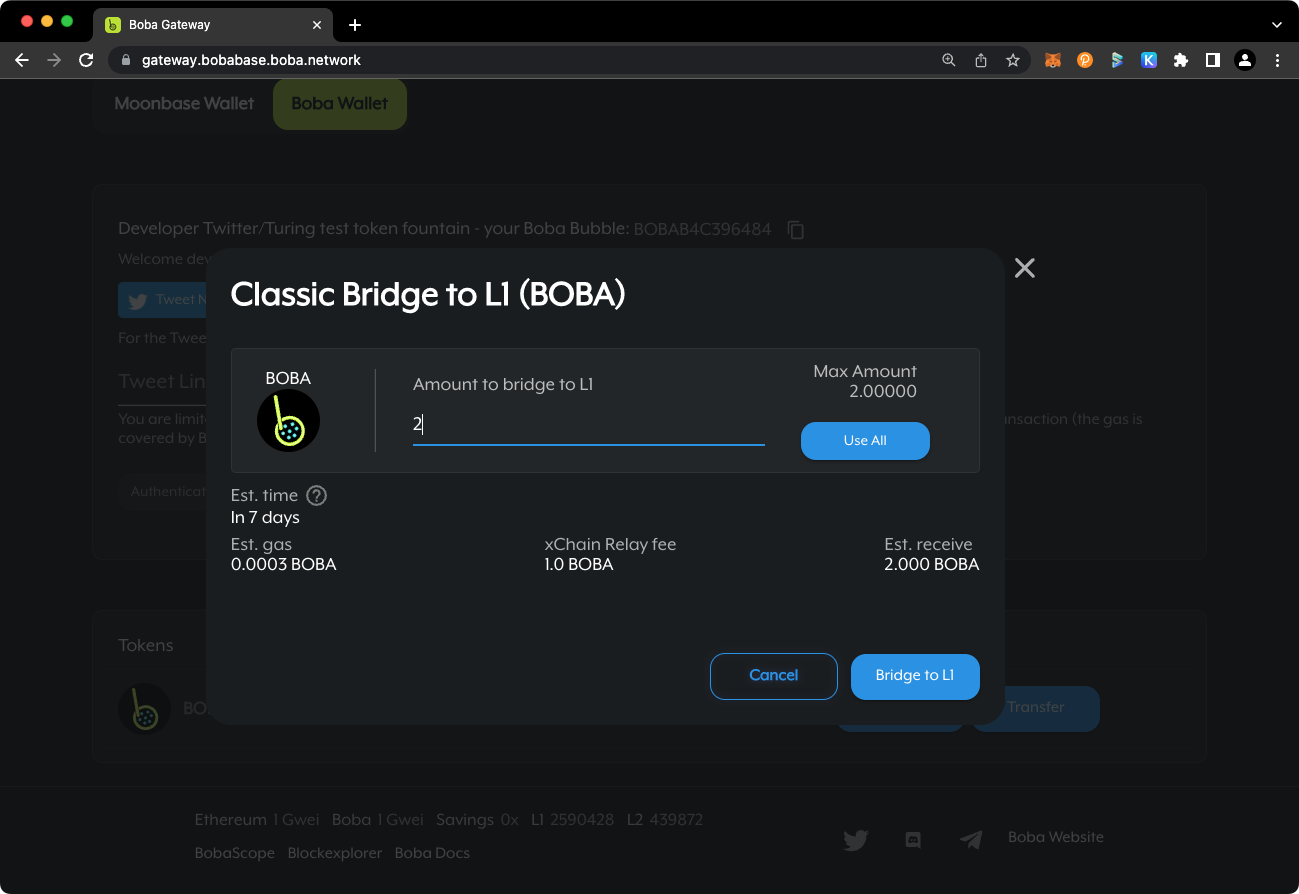 Boba Gateway
gateway.bobabase.boba.network
Moonbase Wallet
Boba Wallet
Developer Twitter/Turing test token fountain - your Boba Bubble: BOBAB4C396484
Welcome dev
Tweet N
For the Twee
Tweet Lin
You are limit
nsaction (the gas is
covered by B
Authenticat
Classic Bridge to L1 (BOBA)
BOBA
Amount to bridge to L1
2
Max Amount
2.00000
Use All
Est. time ?
In 7 days
Est. gas
0.0003 BOBA
xChain Relay fee
1.0 BOBA
Est. receive
2.000 BOBA
Cancel
Bridge to L1
Tokens
BO
Transfer
Ethereum 1 Gwei Boba 1 Gwei Savings 0x L1 2590428 L2 439872
BobaScope Blockexplorer Boba Docs
Boba Website